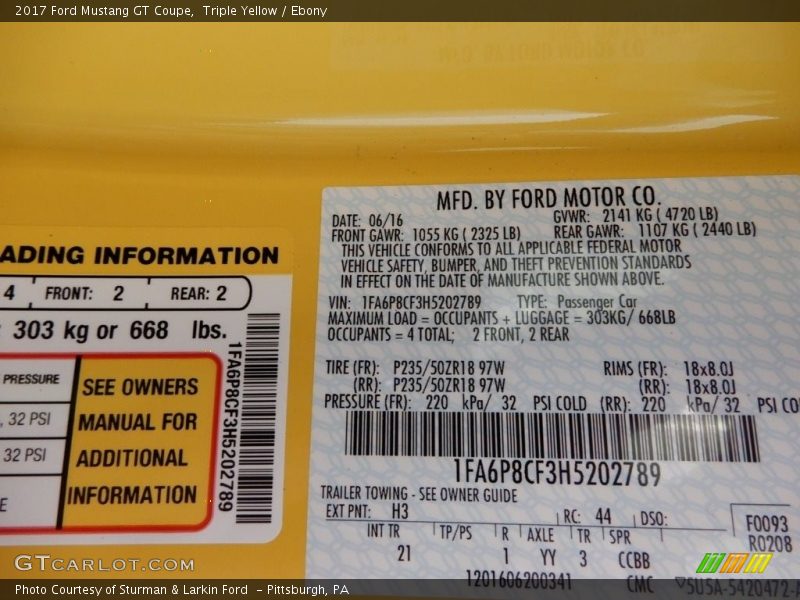 2017 Ford Mustang GT Coupe,  Triple Yellow / Ebony
ADING INFORMATION
4 FRONT: 2 REAR: 2
303 kg or 668 lbs.
PRESSURE
, 32 PSI
32 PSI
E
SEE OWNERS
MANUAL FOR
ADDITIONAL
INFORMATION
1FA6P8CF3H5202789
MFD. BY FORD MOTOR CO.
DATE: 06/16 GVWR: 2141 KG ( 4720 LB)
FRONT GAWR: 1055 KG ( 2325 LB) REAR GAWR: 1107 KG ( 2440 LB)
THIS VEHICLE CONFORMS TO ALL APPLICABLE FEDERAL MOTOR
VEHICLE SAFETY, BUMPER, AND THEFT PREVENTION STANDARDS
IN EFFECT ON THE DATE OF MANUFACTURE SHOWN ABOVE.
VIN: 1FA6P8CF3H5202789 TYPE: Passenger Car
MAXIMUM LOAD = OCCUPANTS + LUGGAGE = 303KG/ 668LB
OCCUPANTS = 4 TOTAL; 2 FRONT, 2 REAR
TIRE (FR): P235/50ZR18 97W RIMS (FR): 18x8.0J
(RR): P235/50ZR18 97W (RR): 18x8.0J
PRESSURE (FR): 220 kPa/ 32 PSI COLD (RR): 220 kPa/ 32 PSI CO
1FA6P8CF3H5202789
TRAILER TOWING - SEE OWNER GUIDE
EXT PNT: H3 RC: 44 DSO:
F0093
R0208
INT TR TP/PS R AXLE TR SPR
21 1 YY 3 CCBB
1201606200341 CMC
5U5A-5420472-
GTCARLOT.COM
Photo Courtesy of Sturman & Larkin Ford  - Pittsburgh, PA